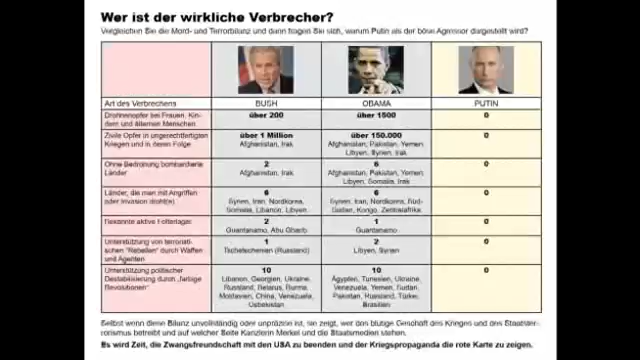 Wer ist der wirkliche Verbrecher?
Vergleichen Sie die Mord- und Terrorbilanz und dann fragen Sie sich, warum Putin als der böse Agressor dargestellt wird?
Art des Verbrechens BUSH OBAMA PUTIN
Drohnenopfer bei Frauen, Kin- über 200 über 1500 0
dern und älternen Menschen
Zivile Opfer in ungerechtfertigten über 1 Million über 150.000 0
Kriegen und in deren Folge Afghanistan, Irak Afghanistan, Pakistan, Yemen,
Libyen, Syrien, Irak
Ohne Bedrohung bombardierte 2 6 0
Länder Afghanistan, Irak Afghanistan, Pakistan, Yemen,
Libyen, Somalia, Irak
Länder, die man mit Angriffen 6 6 0
oder Invasion droht(e) Syrien, Iran, Nordkorea, Syrien, Iran, Nordkorea, Süd-
Somalia, Libanon, Libyen Sudan, Kongo, Zentralafrika
Bekannte aktive Folterlager 2 1 0
Guantanamo, Abu Ghraib Guantanamo
Unterstützung von terroristi- 1 2 0
schen "Rebellen" durch Waffen Tschetschenien (Russland) Libyen, Syrien
und Agenten
Unterstützung politischer 10 10 0
Destabilisierung durch „farbige Libanon, Georgien, Ukraine, Ägypten, Tunesien, Ukraine,
Revolutionen" Russland, Belarus, Burma, Venezuela, Yemen, Sudan,
Moldavien, China, Venezuela, Pakistan, Russland, Türkei,
Usbekistan Brasilien
Selbst wenn diese Bilanz unvollständig oder unpräzise ist, sie zeigt, wer das blutige Geschäft des Krieges und des Staatster-
rorismus betreibt und auf welcher Seite Kanzlerin Merkel und die Staatsmedien stehen.
Es wird Zeit, die Zwangsfreundschaft mit den USA zu beenden und der Kriegspropaganda die rote Karte zu zeigen.